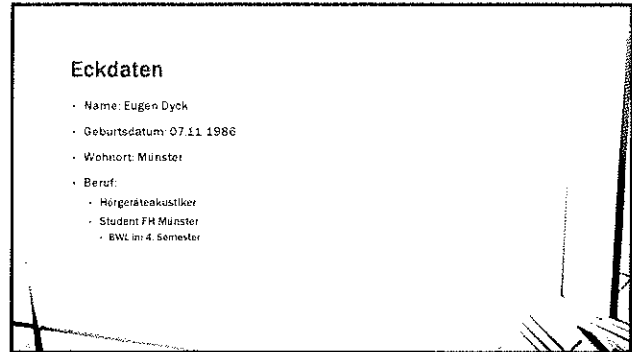 Eckdaten
· Name: Eugen Dyck
· Geburtsdatum: 07.11.1986
· Wohnort: Münster
· Beruf:
· Hörgeräteakustiker
· Student FH Münster
· BWL im 4. Semester